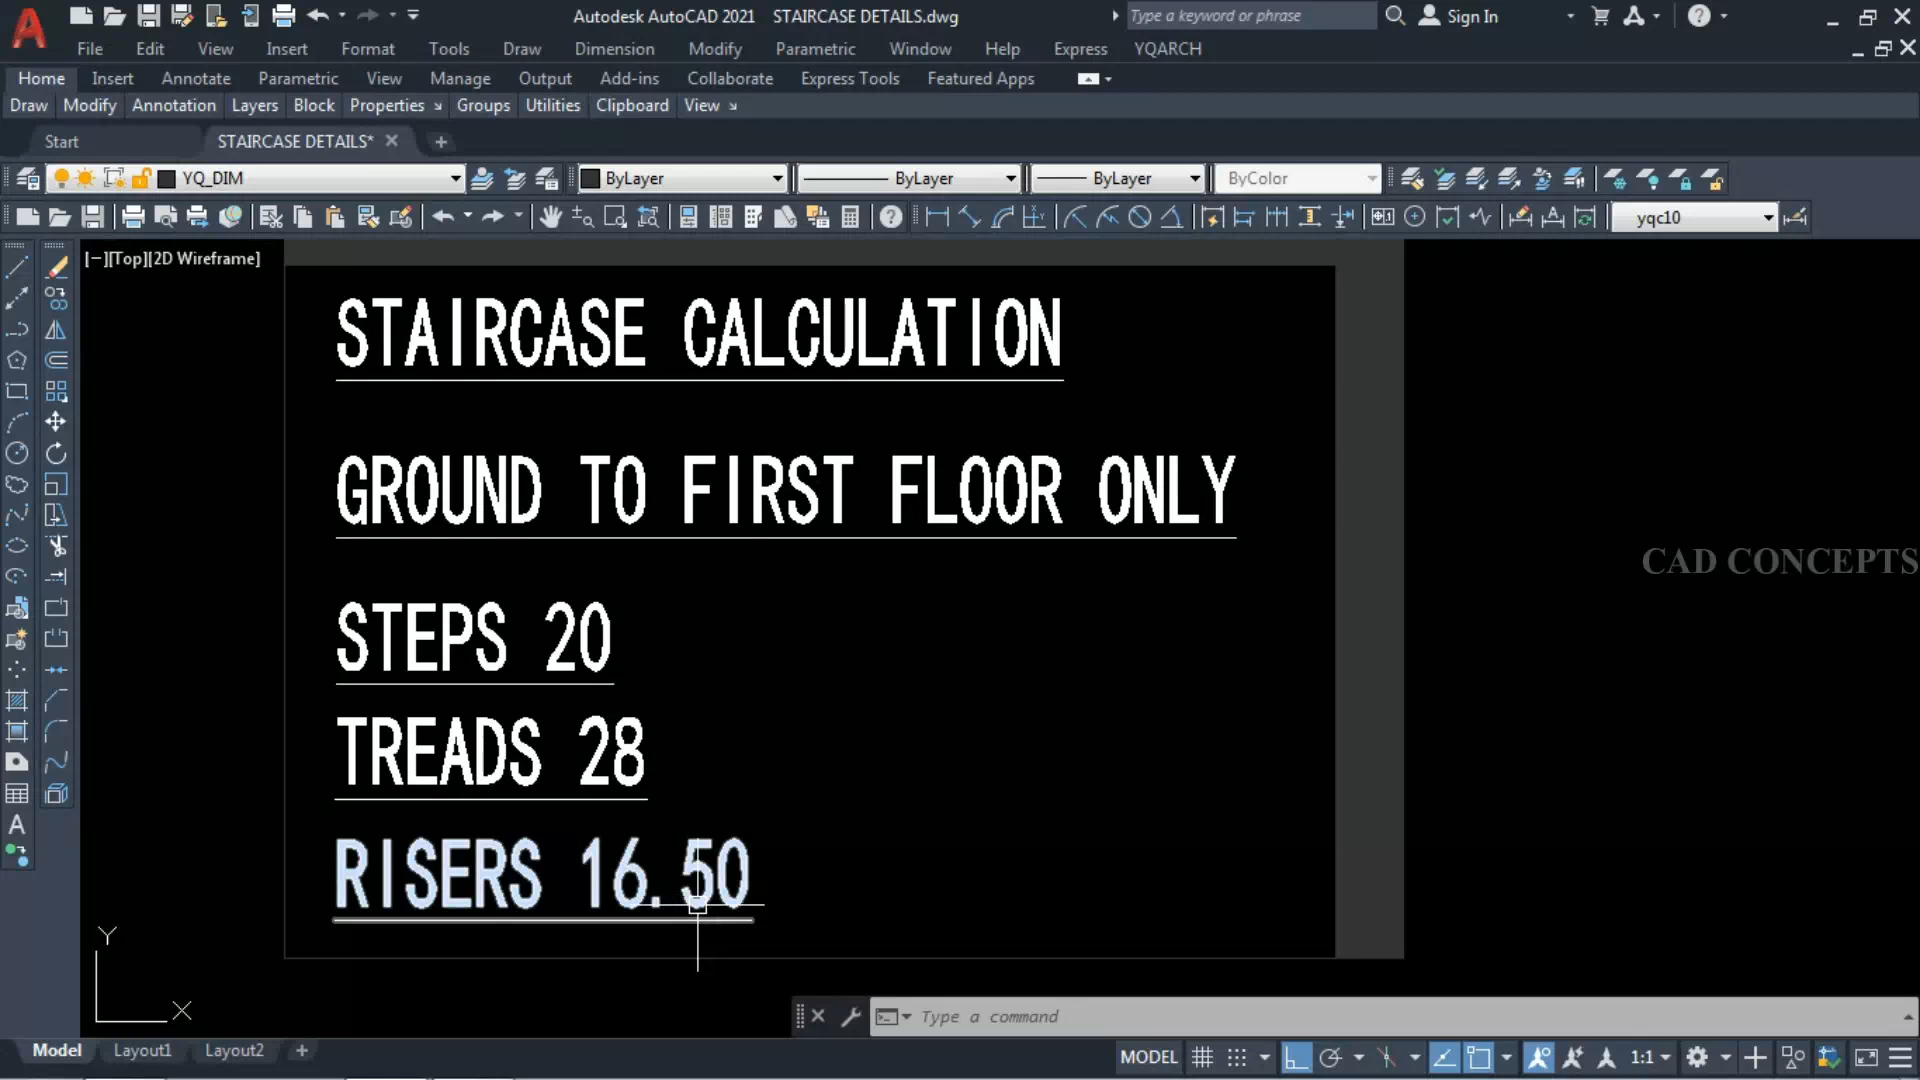 Autodesk AutoCAD 2021 STAIRCASE DETAILS.dwg
Type a keyword or phrase
Sign In
File Edit View Insert Format Tools Draw Dimension Modify Parametric Window Help Express YQARCH
Home Insert Annotate Parametric View Manage Output Add-ins Collaborate Express Tools Featured Apps
Draw Modify Annotation Layers Block Properties Groups Utilities Clipboard View
Start STAIRCASE DETAILS*
YQ_DIM ByLayer ByLayer ByLayer ByColor
yqc10
[−][Top][2D Wireframe]
STAIRCASE CALCULATION
GROUND TO FIRST FLOOR ONLY
CAD CONCEPTS
STEPS 20
TREADS 28
RISERS 16.50
Y
X
Type a command
Model Layout1 Layout2
MODEL 1:1